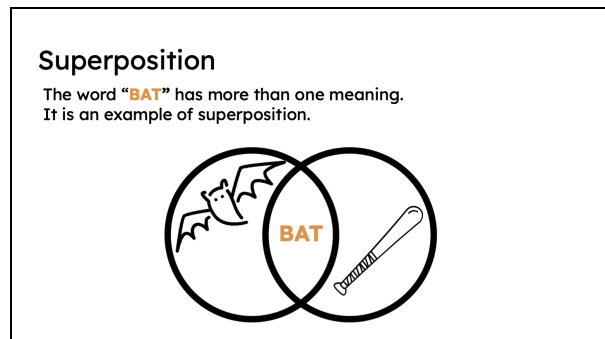 Superposition
The word “BAT” has more than one meaning.
It is an example of superposition.
BAT